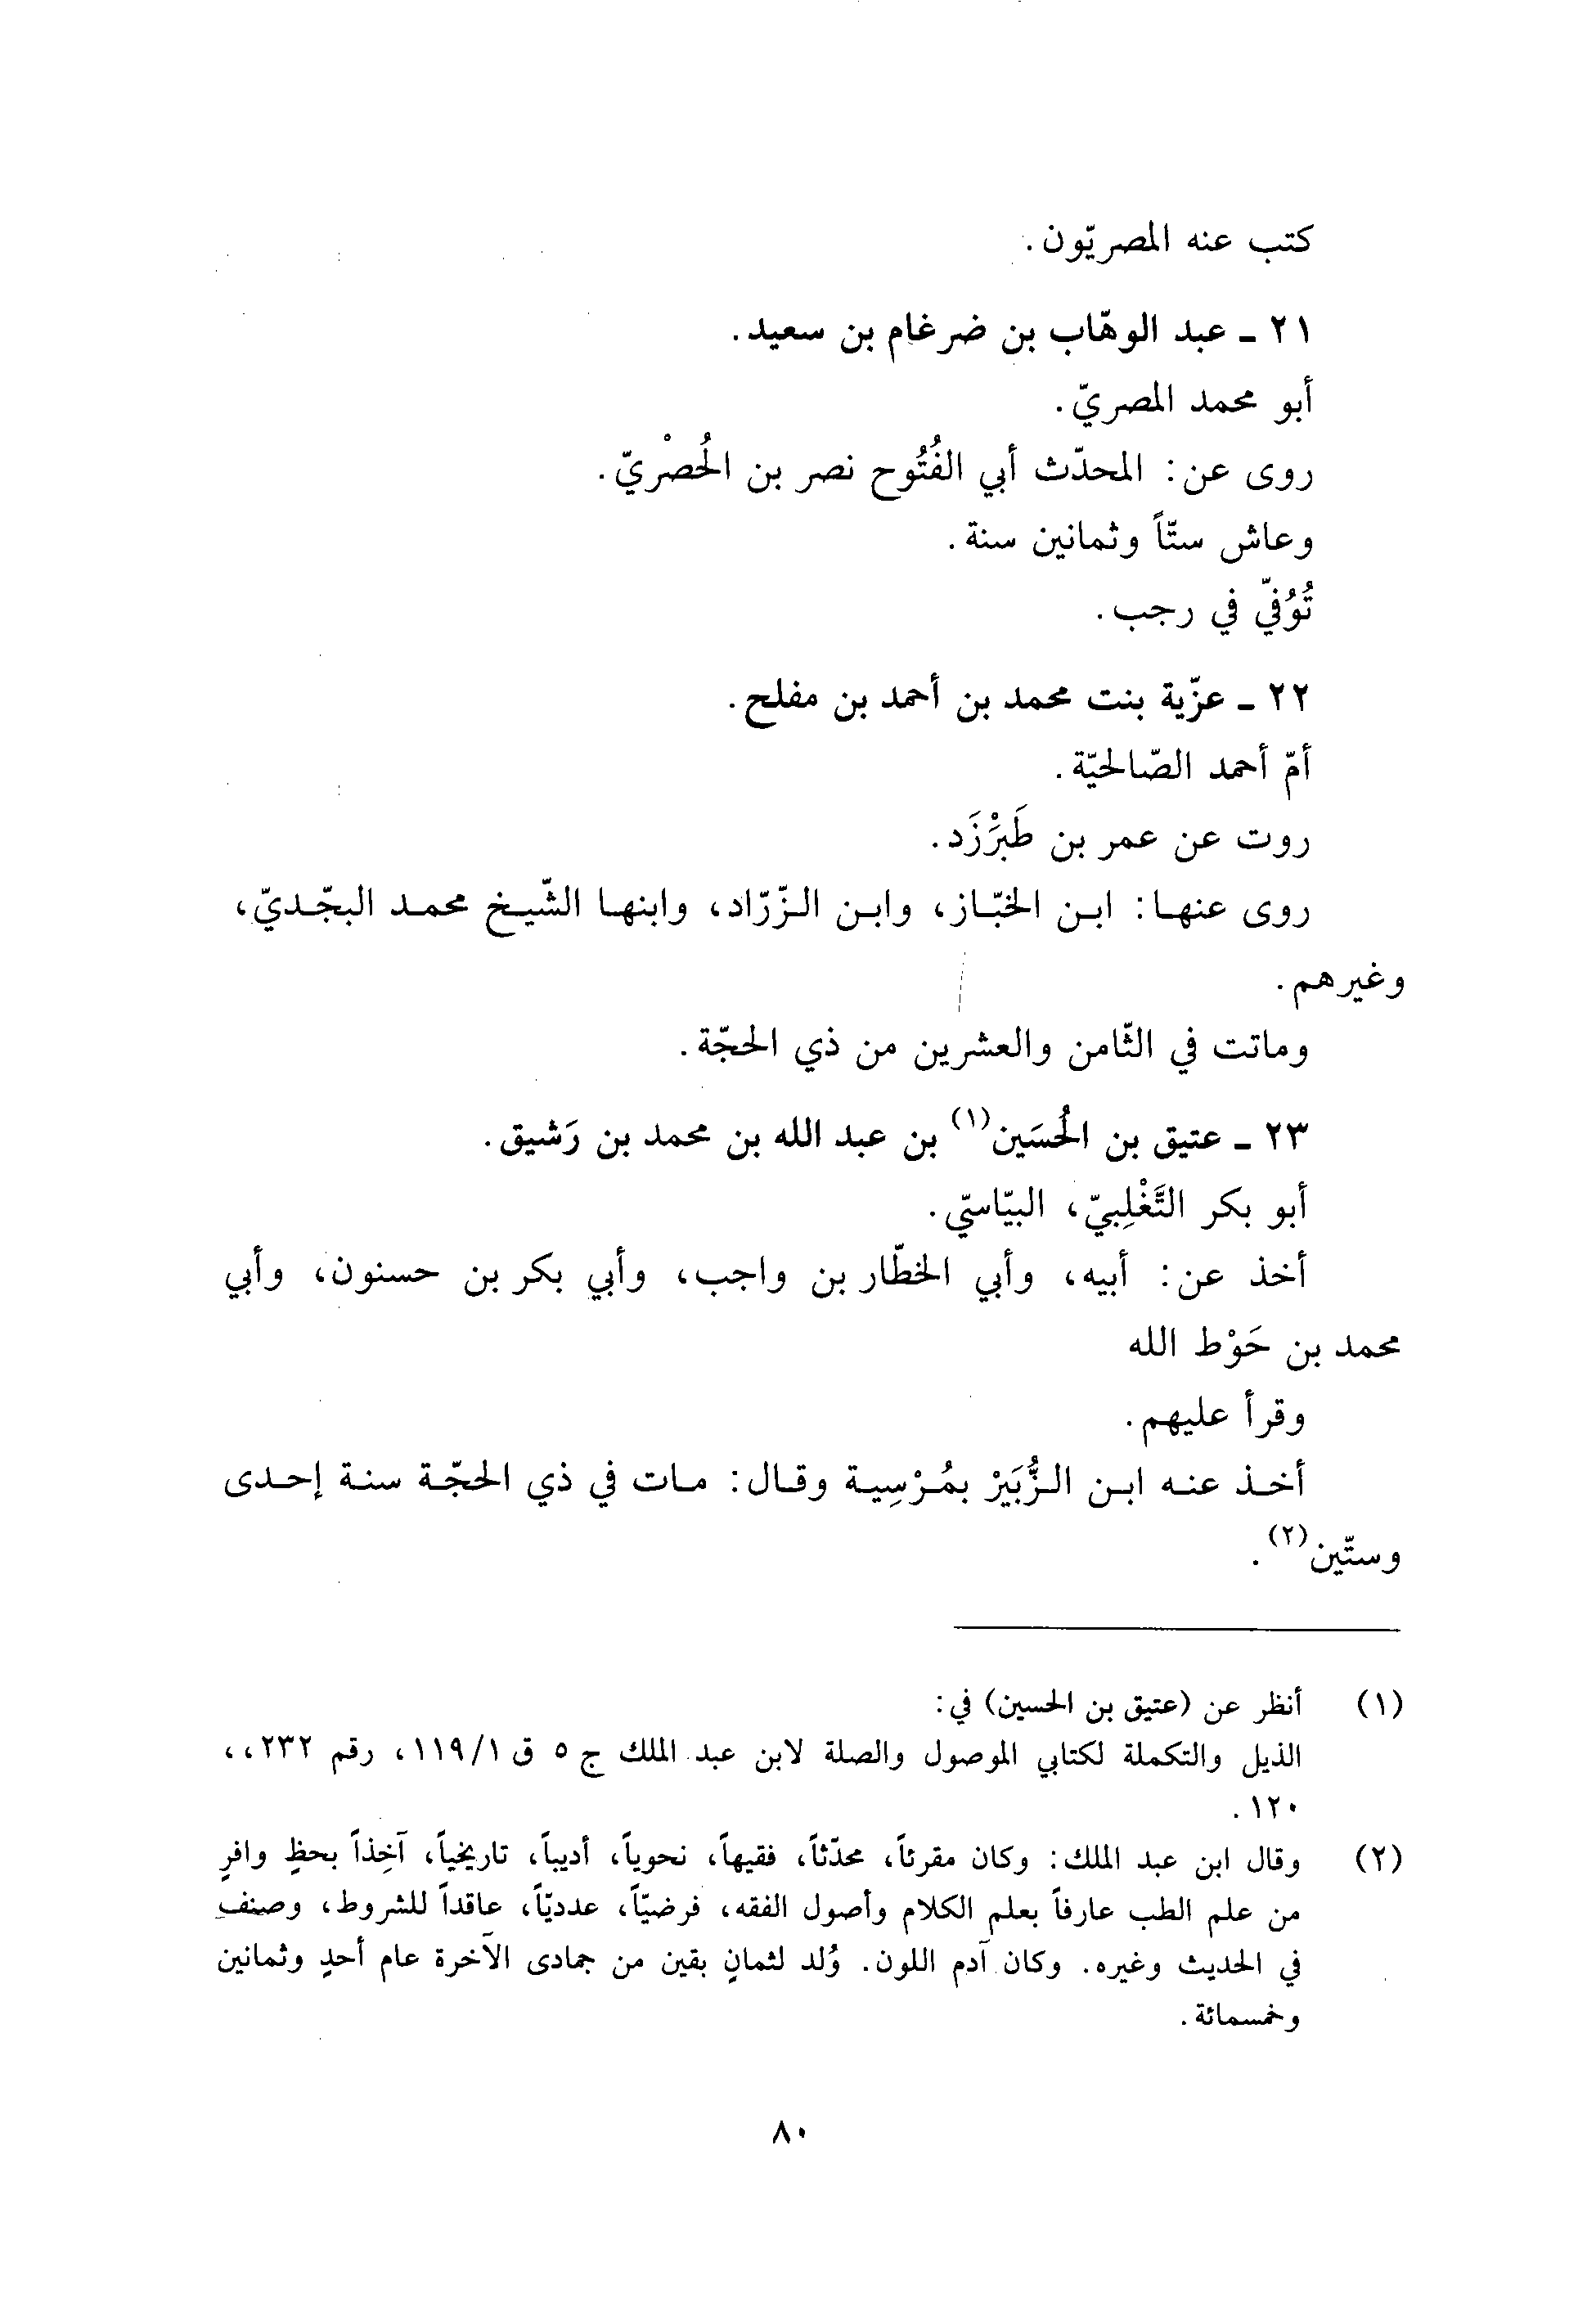 كتب عنه المصريّون.
٢١ ـ عبد الوهّاب بن ضرغام بن سعيد.
أبو محمد المصريّ.
روى عن: المحدّث أبي الفُتُوح نصر بن الحُصْريّ.
وعاش ستّاً وثمانين سنة.
تُوُفّي في رجب.
٢٢ ـ عزّية بنت محمد بن أحمد بن مفلح.
أمّ أحمد الصّالحيّة.
روت عن عمر بن طَبَرْزَد.
روى عنها: ابن الخبّاز، وابن الزّرّاد، وابنها الشّيخ محمد البجّديّ،
وغيرهم.
وماتت في الثّامن والعشرين من ذي الحجّة.
٢٣ ـ عتيق بن الحُسَين(١) بن عبد الله بن محمد بن رَشيق.
أبو بكر التَّغْلِبيّ، البيّاسيّ.
أخذ عن: أبيه، وأبي الخطّار بن واجب، وأبي بكر بن حسنون، وأبي
محمد بن حَوْط الله
وقرأ عليهم.
أخذ عنه ابن الزُّبَيْر بمُرْسِية وقال: مات في ذي الحجّة سنة إحدى
وستّين(٢).
(١) أنظر عن (عتيق بن الحسين) في:
الذيل والتكملة لكتابي الموصول والصلة لابن عبد الملك ج ٥ ق ١/١١٩، رقم ٢٣٢،،
١٢٠.
(٢) وقال ابن عبد الملك: وكان مقرئاً، محدّثاً، فقيهاً، نحوياً، أديباً، تاريخياً، آخِذاً بحظٍ وافرٍ
من علم الطب عارفاً بعلم الكلام وأصول الفقه، فرضيّاً، عدديّاً، عاقداً للشروط، وصنف
في الحديث وغيره. وكان آدم اللون. وُلد لثمانٍ بقين من جمادى الآخرة عام أحدٍ وثمانين
وخمسمائة.
٨٠